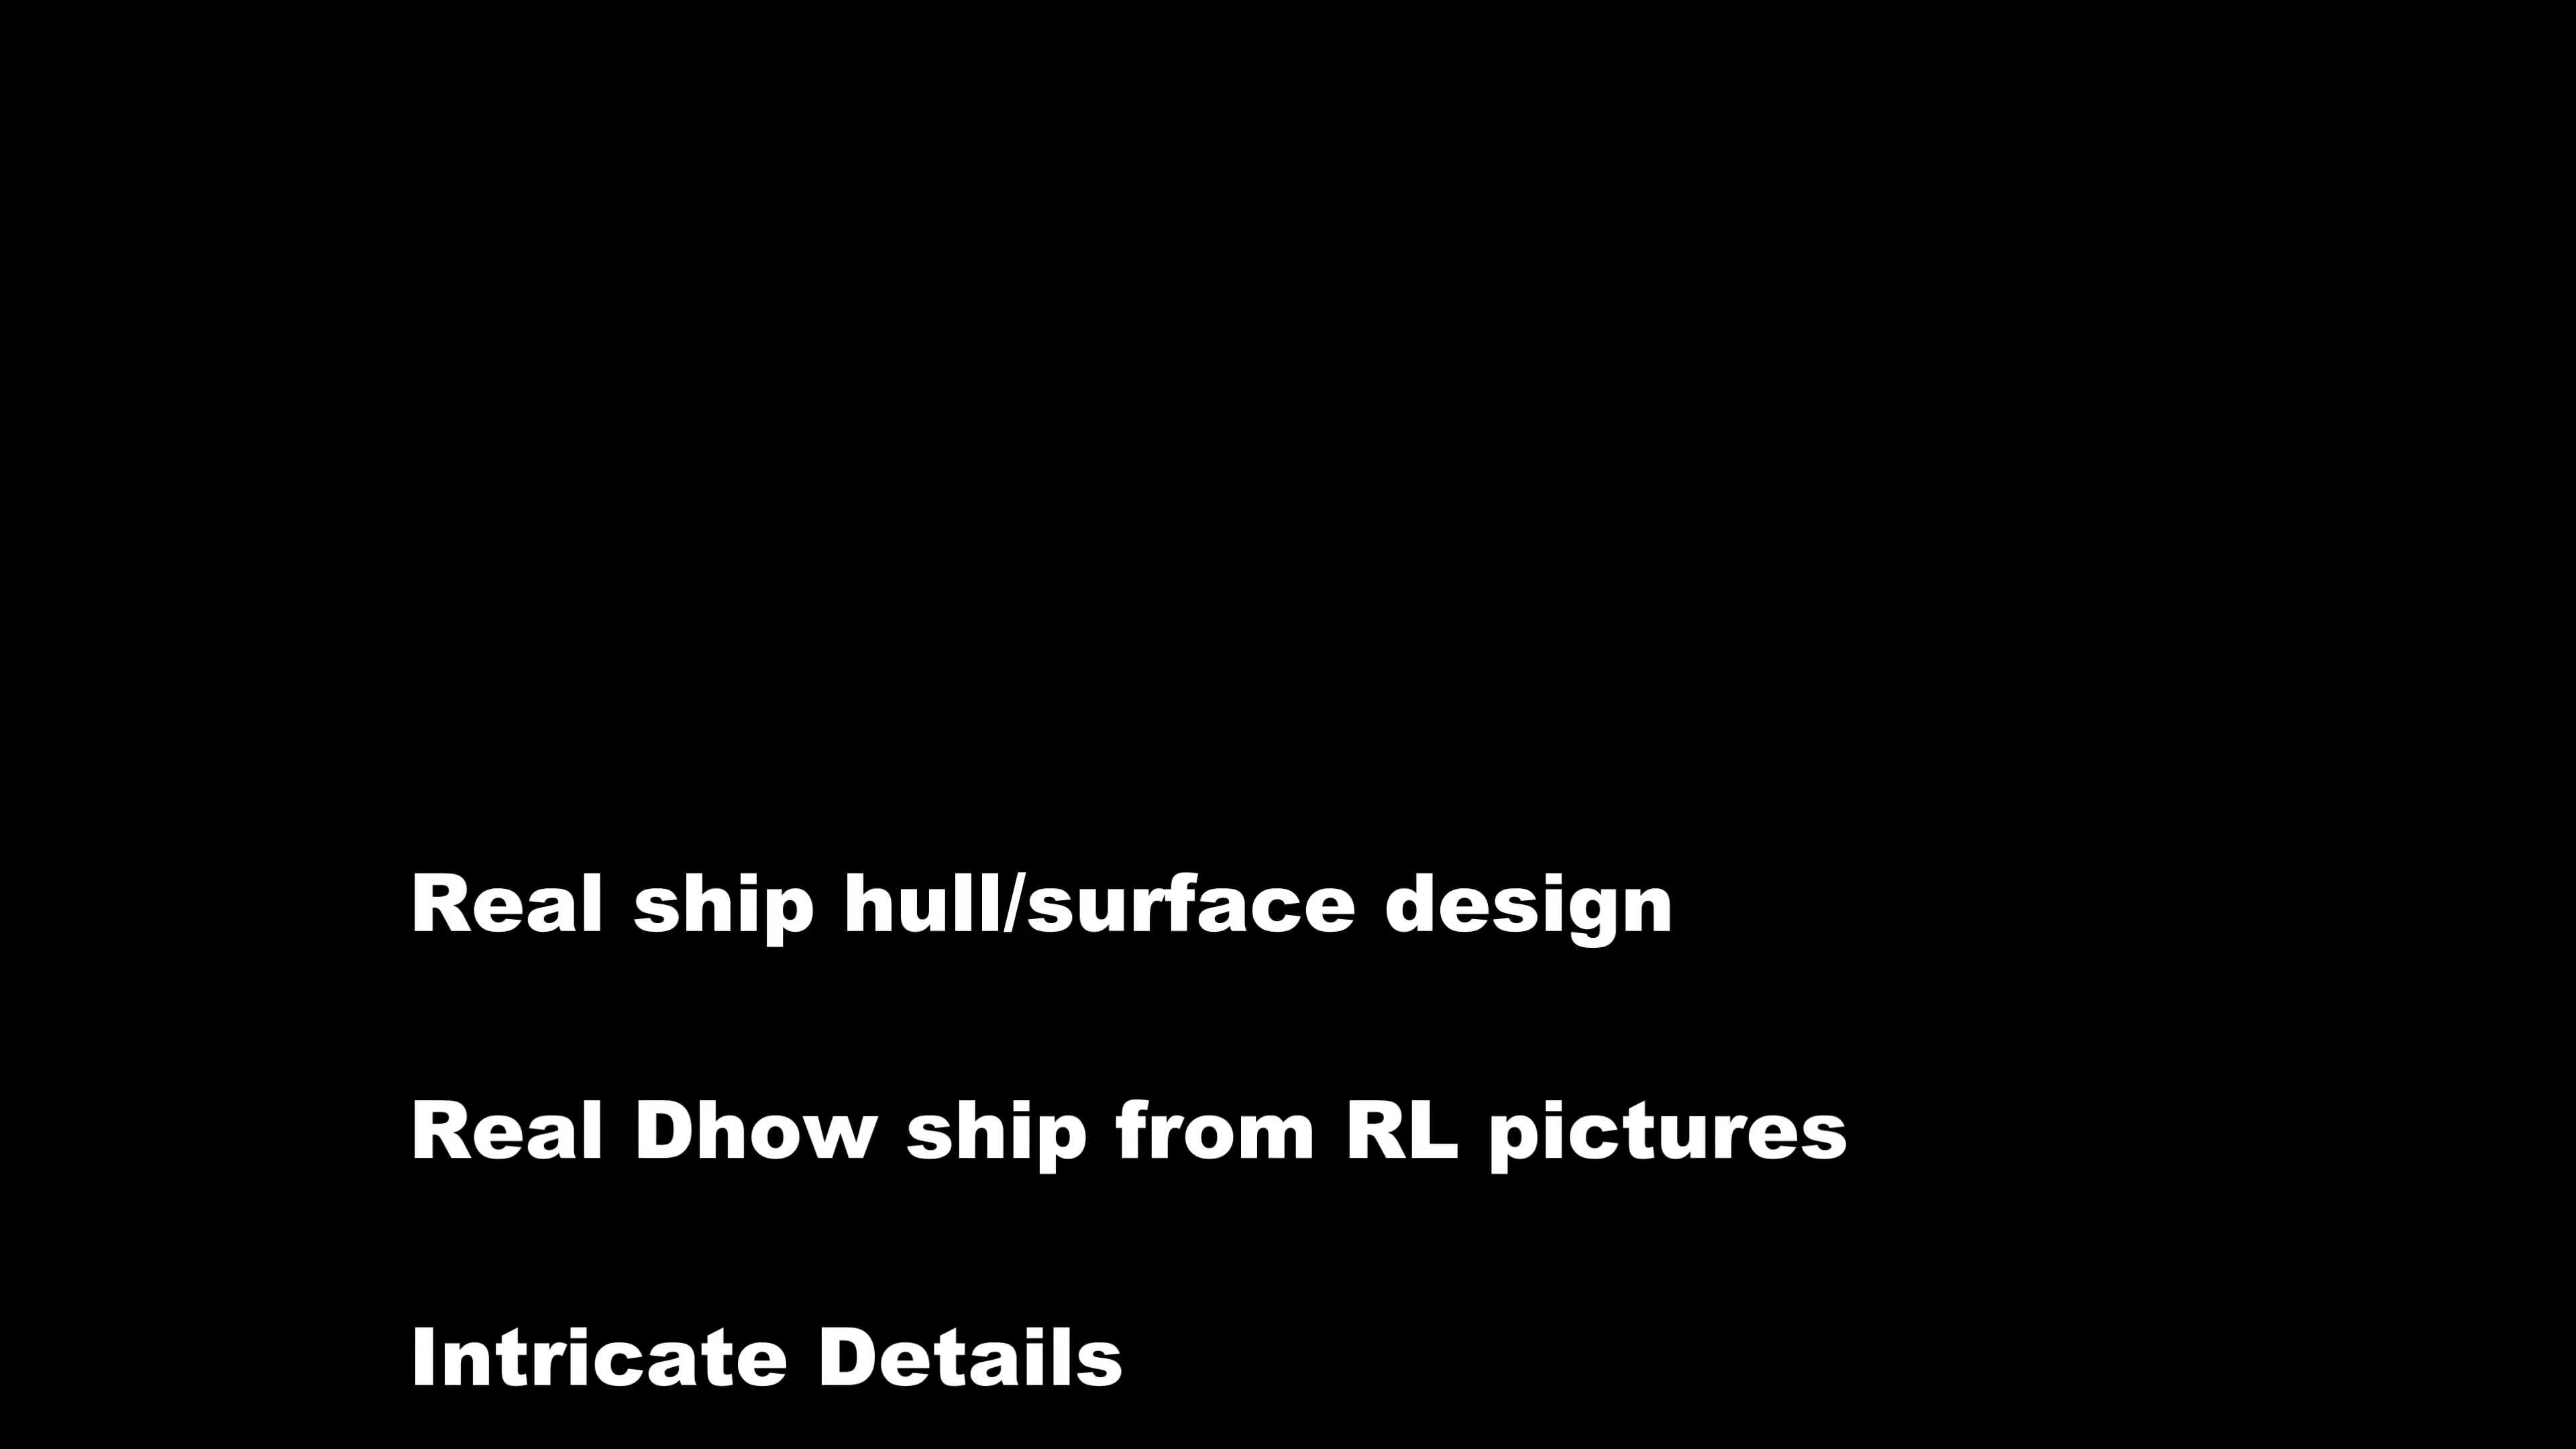 Real ship hull/surface design
Real Dhow ship from RL pictures
Intricate Details